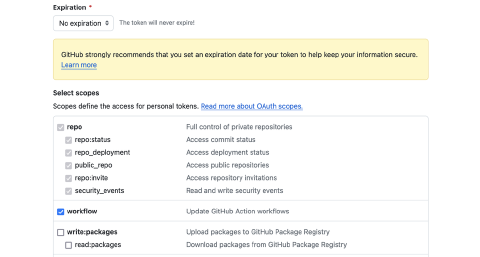 Expiration *
No expiration
The token will never expire!
GitHub strongly recommends that you set an expiration date for your token to help keep your information secure.
Learn more
Select scopes
Scopes define the access for personal tokens. Read more about OAuth scopes.
repo Full control of private repositories
repo:status Access commit status
repo_deployment Access deployment status
public_repo Access public repositories
repo:invite Access repository invitations
security_events Read and write security events
workflow Update GitHub Action workflows
write:packages Upload packages to GitHub Package Registry
read:packages Download packages from GitHub Package Registry